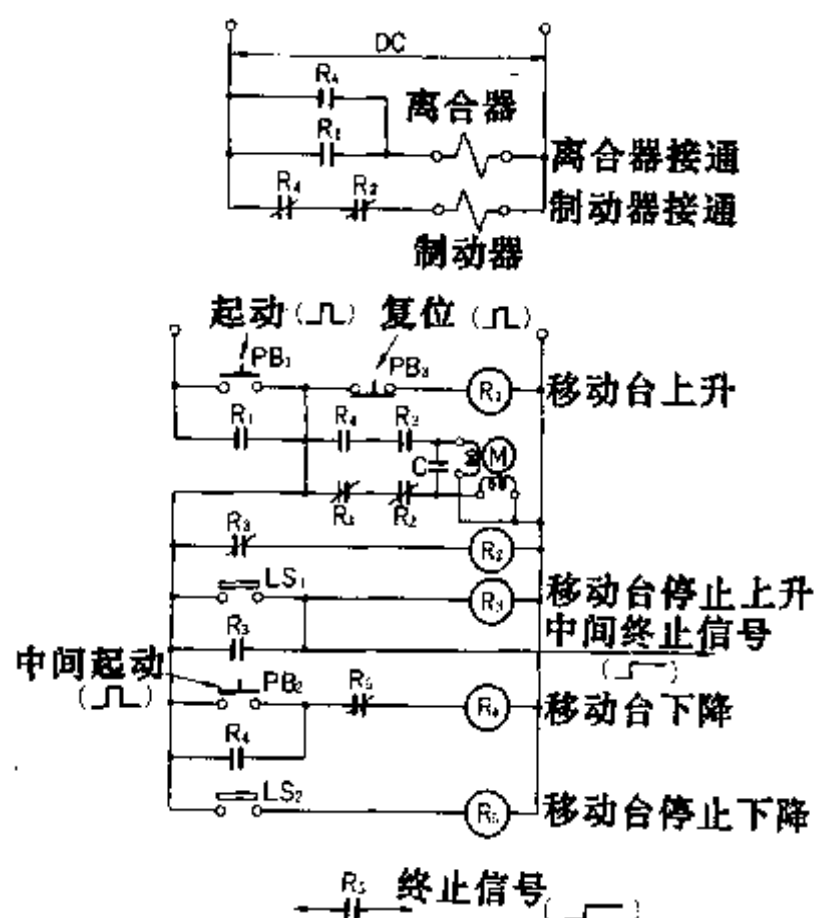 DC
R₄
离合器
R₁
离合器接通
R₄ R₂
制动器接通
制动器
起动 复位
PB₁ PB₃
R₁
移动台上升
R₁ R₄ R₃
C M
R₂
R₃
R₂
LS₁
R₃
移动台停止上升
R₃
中间终止信号
中间起动
PB₂ R₅
R₄
移动台下降
R₄
LS₂
R₅
移动台停止下降
R₅ 终止信号